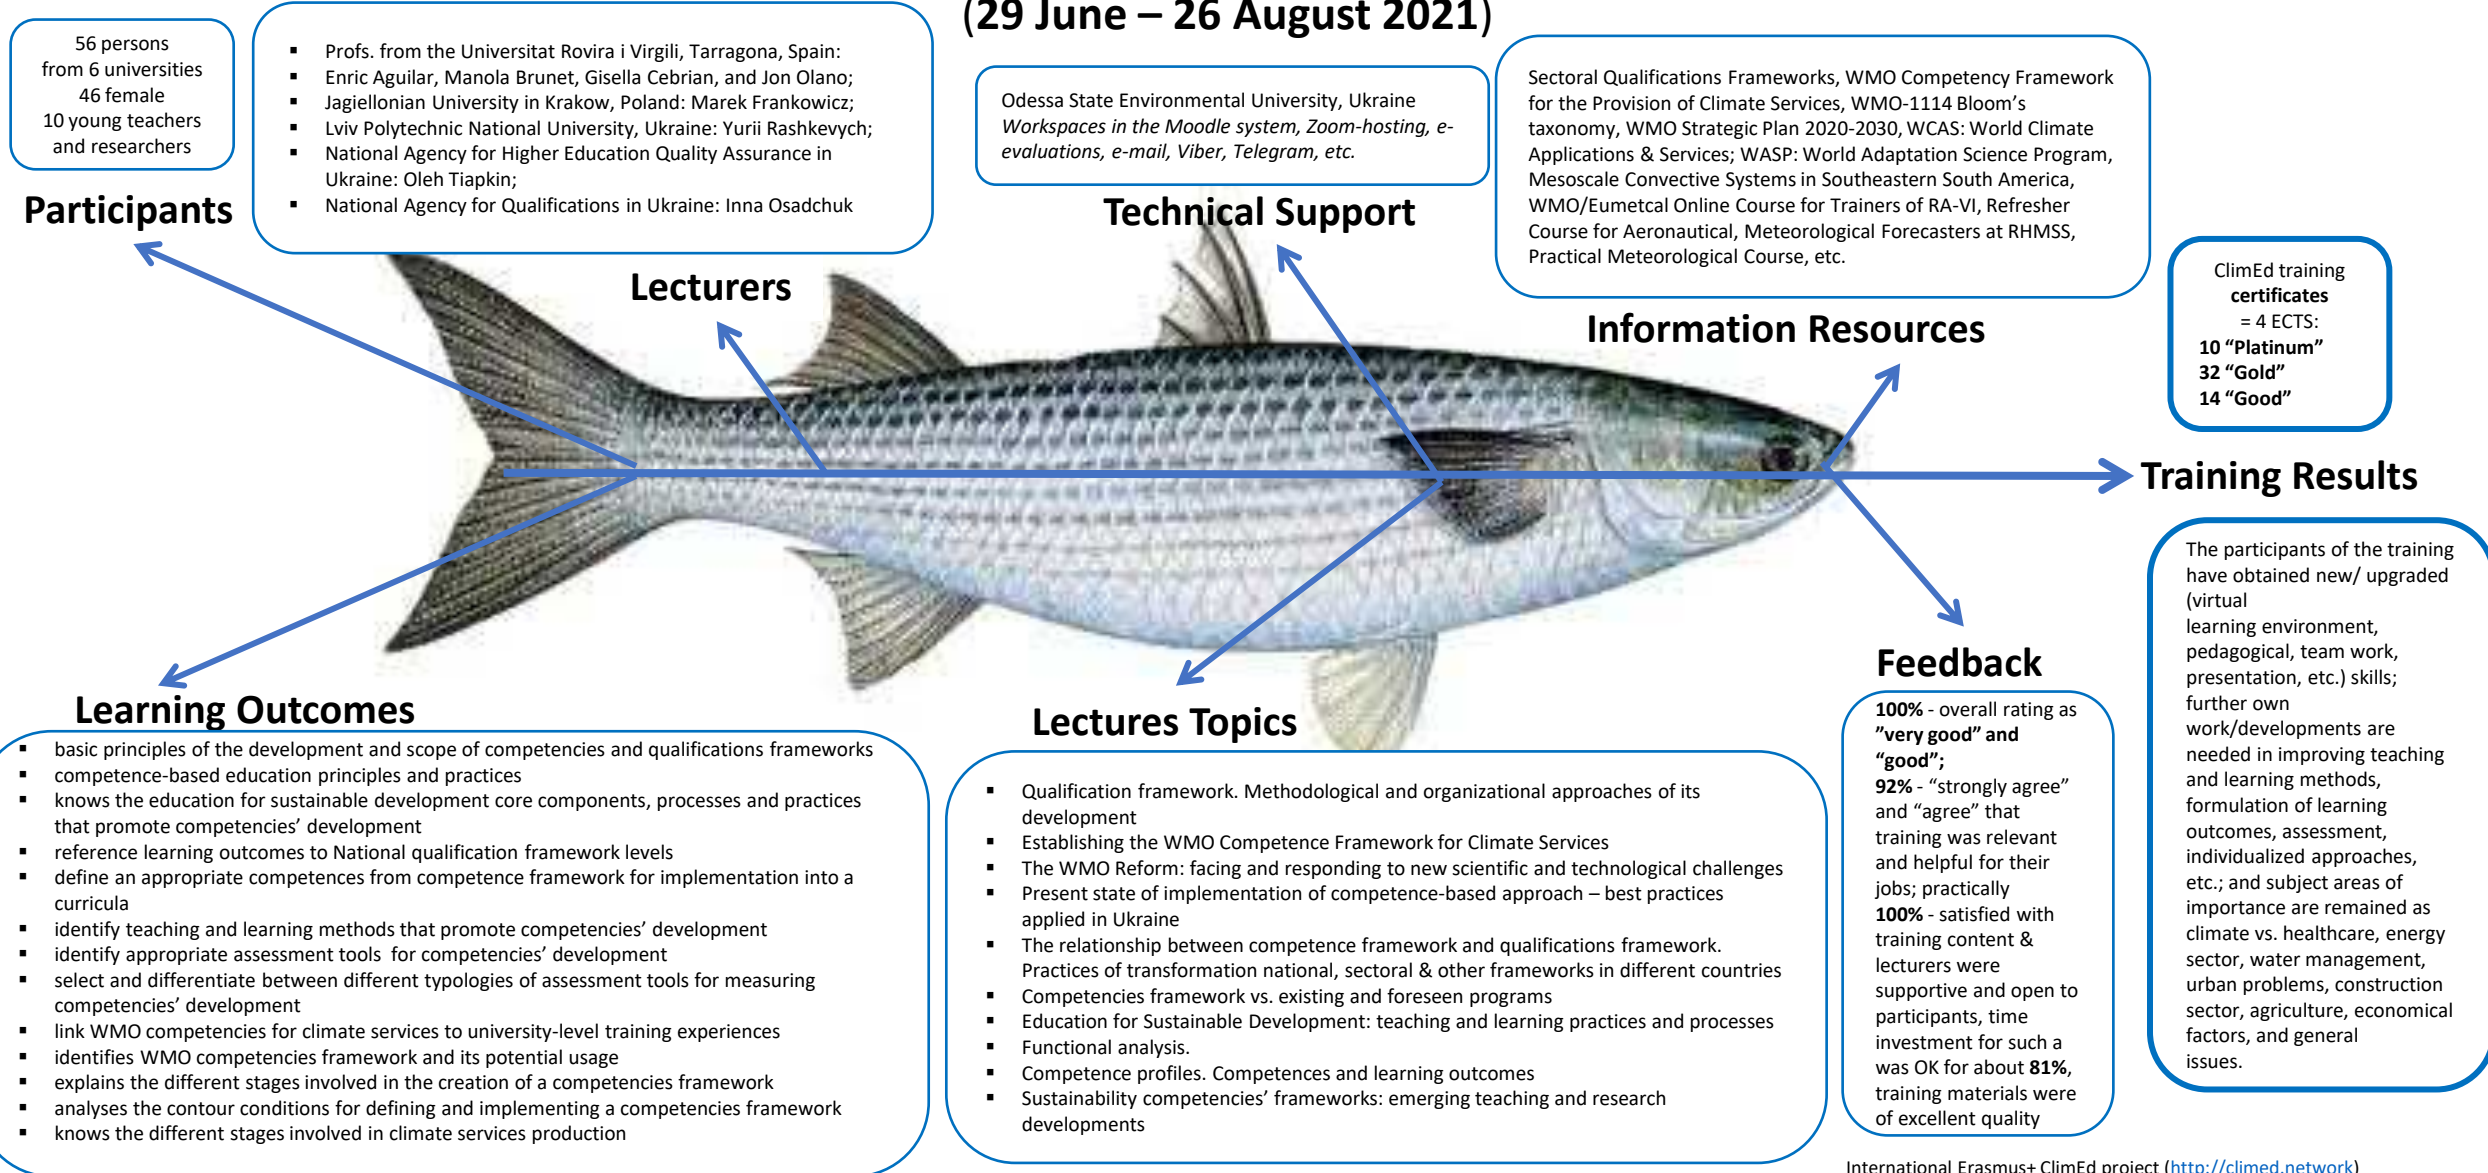 (29 June – 26 August 2021)
56 persons
from 6 universities
46 female
10 young teachers
and researchers
Participants
▪ Profs. from the Universitat Rovira i Virgili, Tarragona, Spain:
▪ Enric Aguilar, Manola Brunet, Gisella Cebrian, and Jon Olano;
▪ Jagiellonian University in Krakow, Poland: Marek Frankowicz;
▪ Lviv Polytechnic National University, Ukraine: Yurii Rashkevych;
▪ National Agency for Higher Education Quality Assurance in
Ukraine: Oleh Tiapkin;
▪ National Agency for Qualifications in Ukraine: Inna Osadchuk
Lecturers
Odessa State Environmental University, Ukraine
Workspaces in the Moodle system, Zoom-hosting, e-
evaluations, e-mail, Viber, Telegram, etc.
Technical Support
Sectoral Qualifications Frameworks, WMO Competency Framework
for the Provision of Climate Services, WMO-1114 Bloom's
taxonomy, WMO Strategic Plan 2020-2030, WCAS: World Climate
Applications & Services; WASP: World Adaptation Science Program,
Mesoscale Convective Systems in Southeastern South America,
WMO/Eumetcal Online Course for Trainers of RA-VI, Refresher
Course for Aeronautical, Meteorological Forecasters at RHMSS,
Practical Meteorological Course, etc.
Information Resources
ClimEd training
certificates
= 4 ECTS:
10 “Platinum”
32 “Gold”
14 “Good”
Training Results
The participants of the training
have obtained new/ upgraded
(virtual
learning environment,
pedagogical, team work,
presentation, etc.) skills;
further own
work/developments are
needed in improving teaching
and learning methods,
formulation of learning
outcomes, assessment,
individualized approaches,
etc.; and subject areas of
importance are remained as
climate vs. healthcare, energy
sector, water management,
urban problems, construction
sector, agriculture, economical
factors, and general
issues.
Learning Outcomes
▪ basic principles of the development and scope of competencies and qualifications frameworks
▪ competence-based education principles and practices
▪ knows the education for sustainable development core components, processes and practices
that promote competencies’ development
▪ reference learning outcomes to National qualification framework levels
▪ define an appropriate competences from competence framework for implementation into a
curricula
▪ identify teaching and learning methods that promote competencies’ development
▪ identify appropriate assessment tools for competencies’ development
▪ select and differentiate between different typologies of assessment tools for measuring
competencies’ development
▪ link WMO competencies for climate services to university-level training experiences
▪ identifies WMO competencies framework and its potential usage
▪ explains the different stages involved in the creation of a competencies framework
▪ analyses the contour conditions for defining and implementing a competencies framework
▪ knows the different stages involved in climate services production
Lectures Topics
▪ Qualification framework. Methodological and organizational approaches of its
development
▪ Establishing the WMO Competence Framework for Climate Services
▪ The WMO Reform: facing and responding to new scientific and technological challenges
▪ Present state of implementation of competence-based approach – best practices
applied in Ukraine
▪ The relationship between competence framework and qualifications framework.
Practices of transformation national, sectoral & other frameworks in different countries
▪ Competencies framework vs. existing and foreseen programs
▪ Education for Sustainable Development: teaching and learning practices and processes
▪ Functional analysis.
▪ Competence profiles. Competences and learning outcomes
▪ Sustainability competencies’ frameworks: emerging teaching and research
developments
Feedback
100% - overall rating as
”very good” and
“good”;
92% - “strongly agree”
and “agree” that
training was relevant
and helpful for their
jobs; practically
100% - satisfied with
training content &
lecturers were
supportive and open to
participants, time
investment for such a
was OK for about 81%,
training materials were
of excellent quality
International Erasmus+ ClimEd project (http://climed.network)